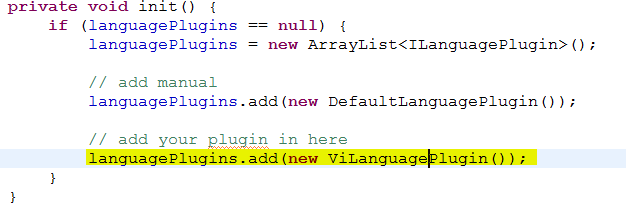 private void init() {
if (languagePlugins == null) {
languagePlugins = new ArrayList<ILanguagePlugin>();
// add manual
languagePlugins.add(new DefaultLanguagePlugin());
// add your plugin in here
languagePlugins.add(new ViLanguagePlugin());
}
}